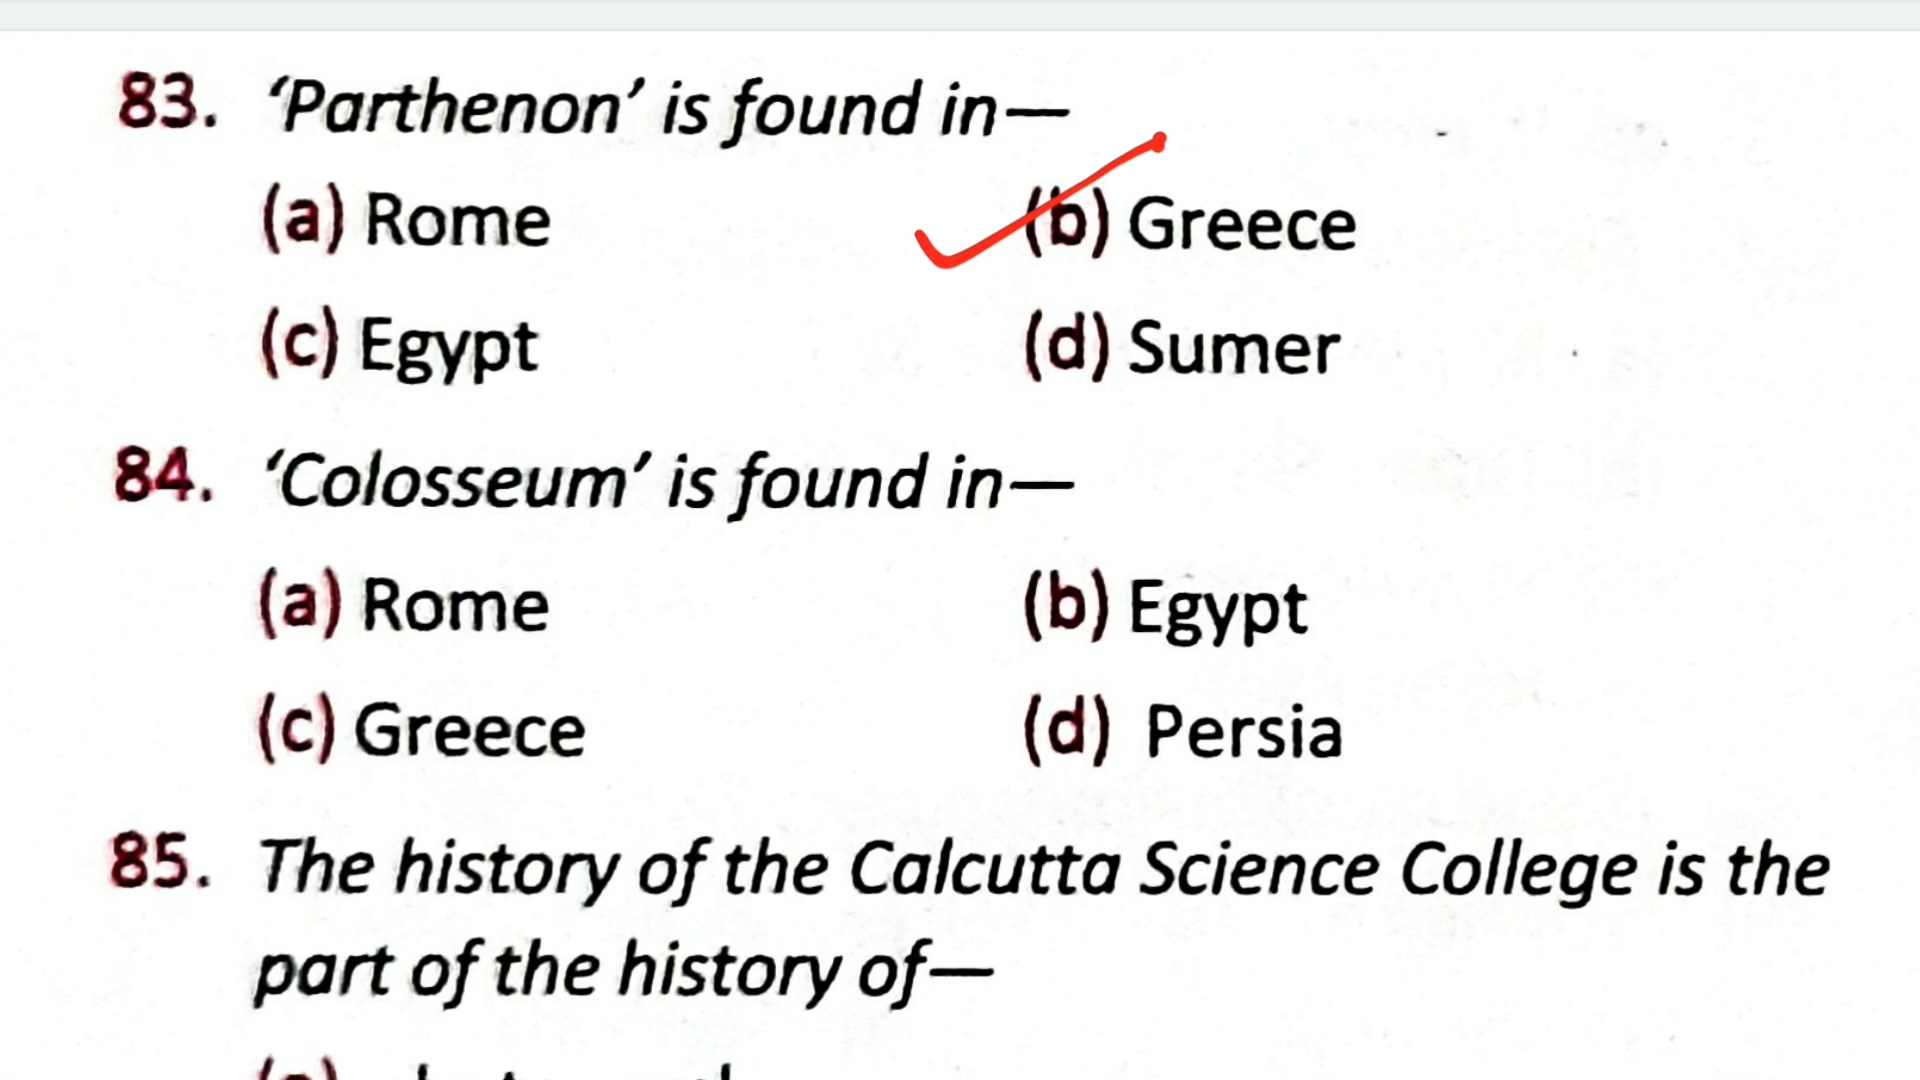 83. ‘Parthenon’ is found in—
(a) Rome (b) Greece
(c) Egypt (d) Sumer
84. ‘Colosseum’ is found in—
(a) Rome (b) Egypt
(c) Greece (d) Persia
85. The history of the Calcutta Science College is the
part of the history of—